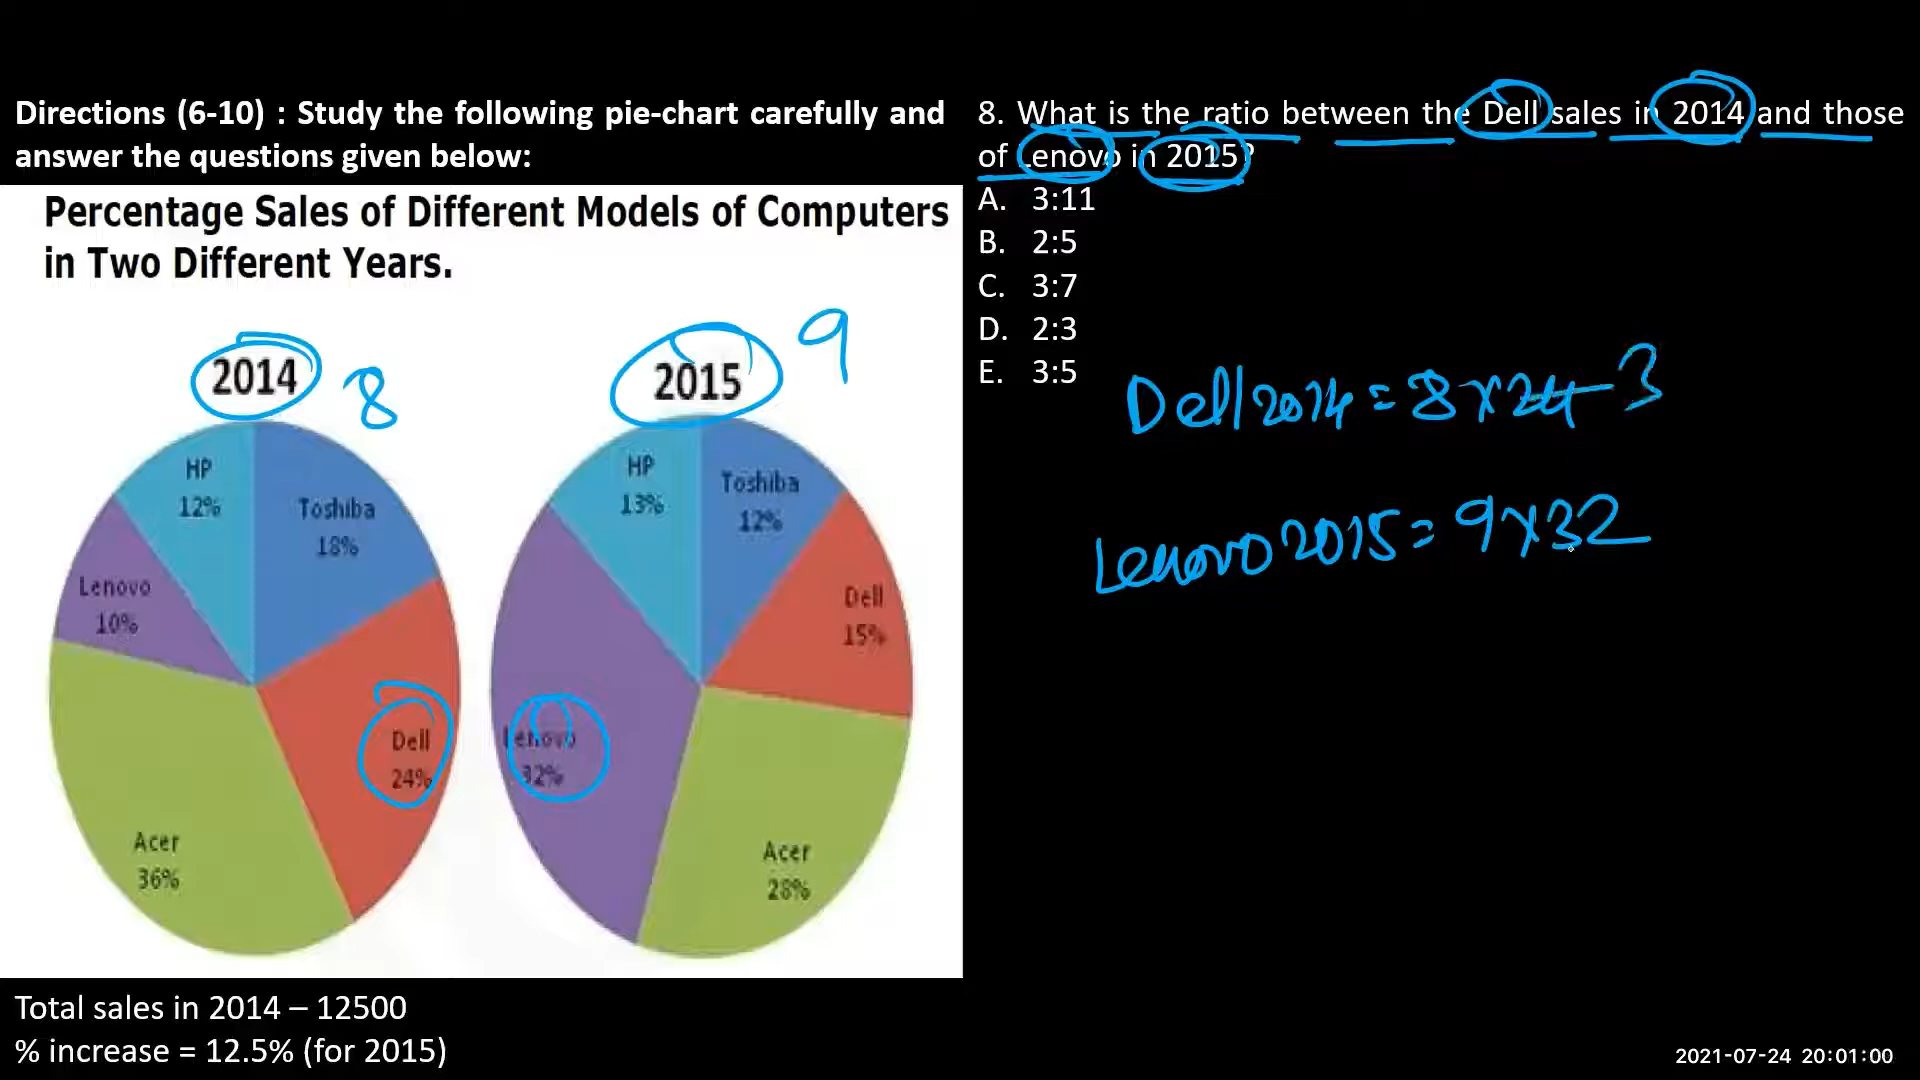 Directions (6-10) : Study the following pie-chart carefully and
answer the questions given below:
Percentage Sales of Different Models of Computers
in Two Different Years.
2014
8
2015
9
HP
12%
Toshiba
18%
Lenovo
10%
Dell
24%
Acer
36%
HP
13%
Toshiba
12%
Dell
15%
Lenovo
32%
Acer
28%
Total sales in 2014 – 12500
% increase = 12.5% (for 2015)
8. What is the ratio between the Dell sales in 2014 and those
of Lenovo in 2015?
A. 3:11
B. 2:5
C. 3:7
D. 2:3
E. 3:5
Dell 2014 = 8 x 24 3
Lenovo 2015 = 9 x 32
2021-07-24 20:01:00